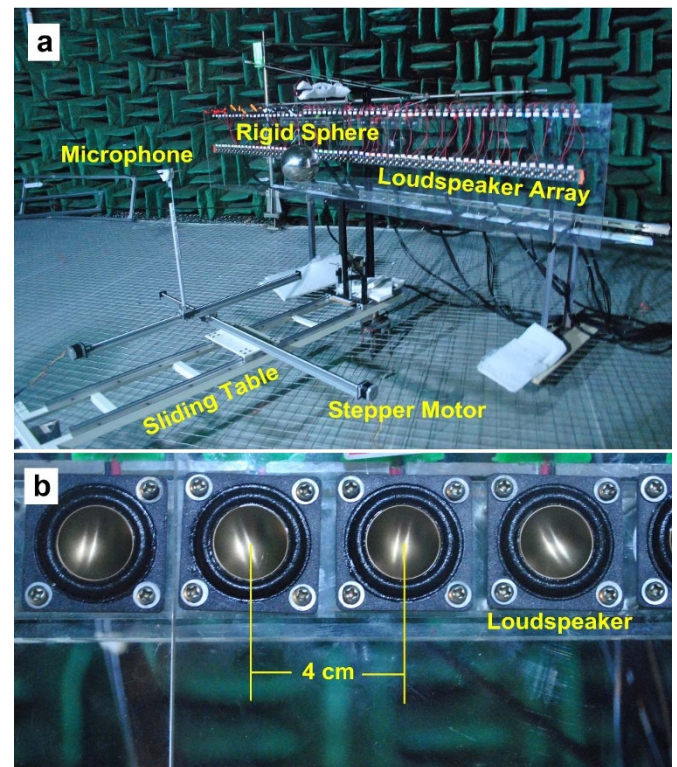 a
Rigid Sphere
Microphone
Loudspeaker Array
Sliding Table
Stepper Motor
b
Loudspeaker
4 cm